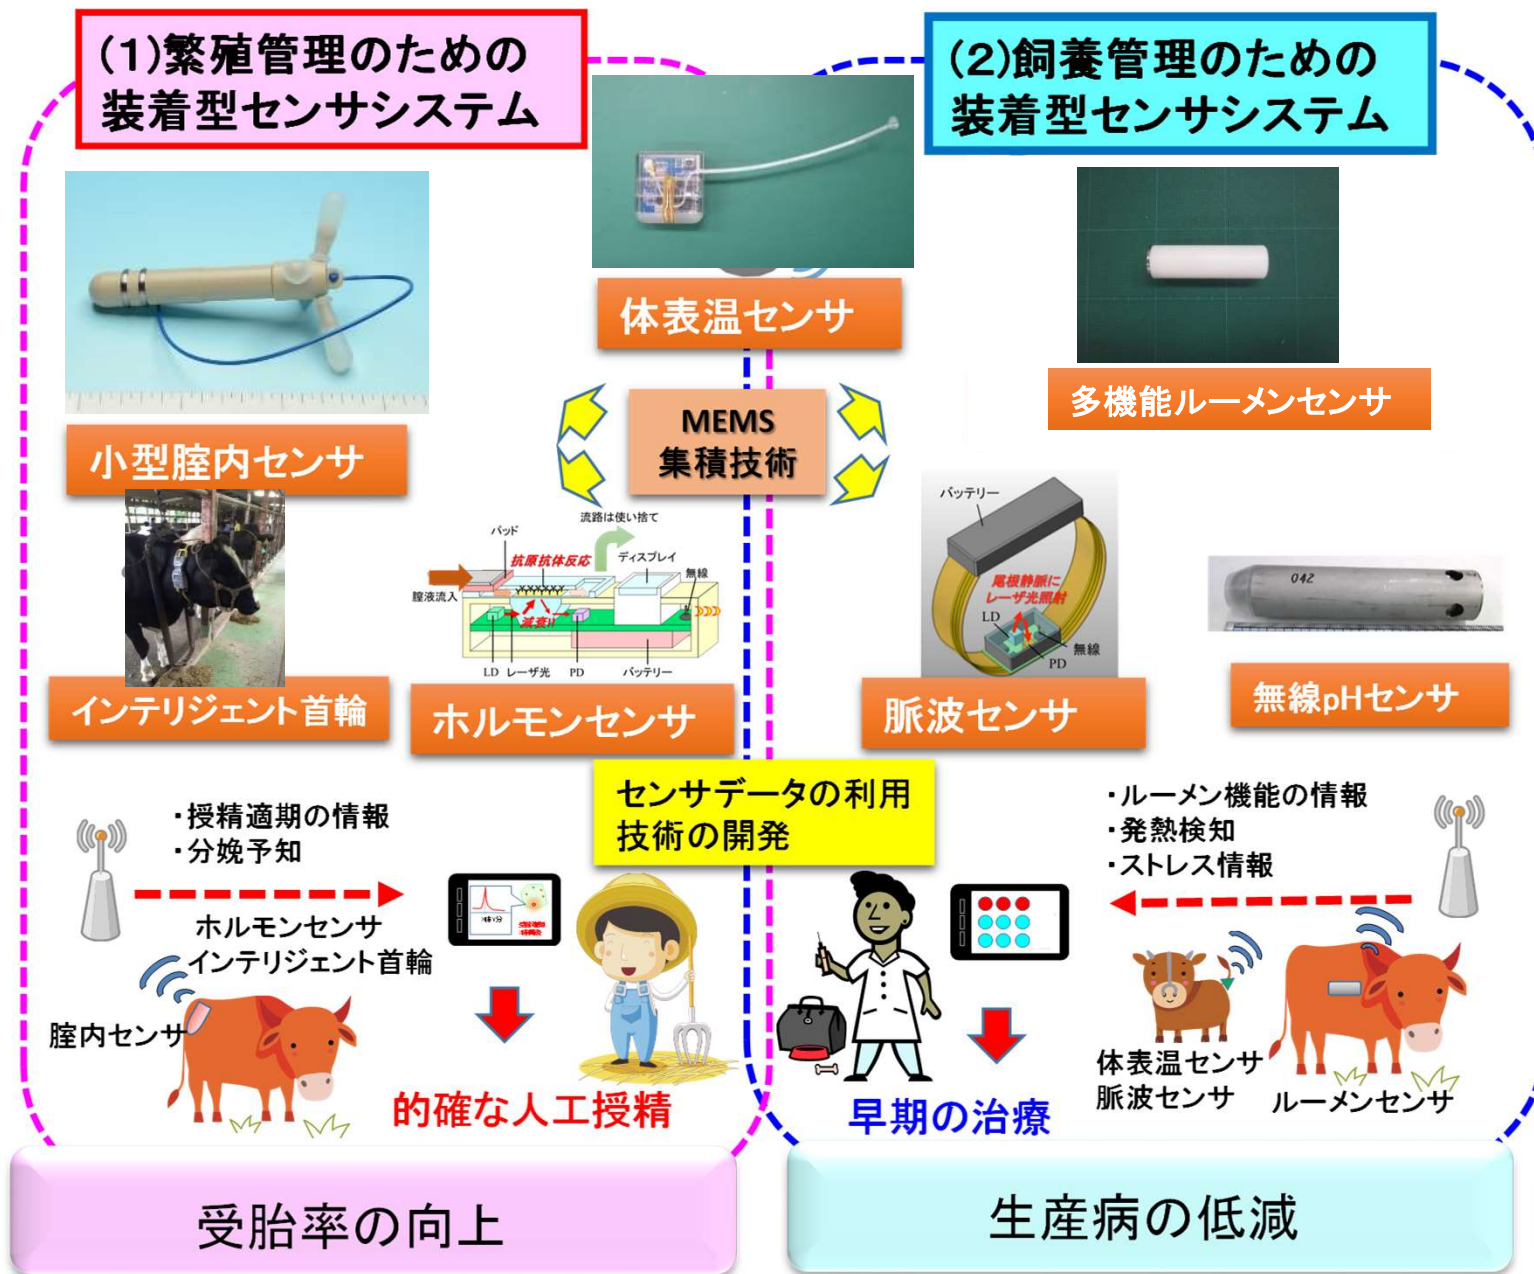 (1)繁殖管理のための
装着型センサシステム
(2)飼養管理のための
装着型センサシステム
体表温センサ
小型腟内センサ
多機能ルーメンセンサ
MEMS
集積技術
インテリジェント首輪
流路は使い捨て
パッド
抗原抗体反応
ディスプレイ
無線
腟液流入
減衰!!
LD
レーザ光
PD
バッテリー
ホルモンセンサ
バッテリー
尾根静脈に
レーザ光照射
LD
無線
PD
脈波センサ
042
無線pHセンサ
センサデータの利用
技術の開発
・授精適期の情報
・分娩予知
ホルモンセンサ
インテリジェント首輪
腟内センサ
的確な人工授精
・ルーメン機能の情報
・発熱検知
・ストレス情報
体表温センサ
脈波センサ
ルーメンセンサ
早期の治療
受胎率の向上
生産病の低減